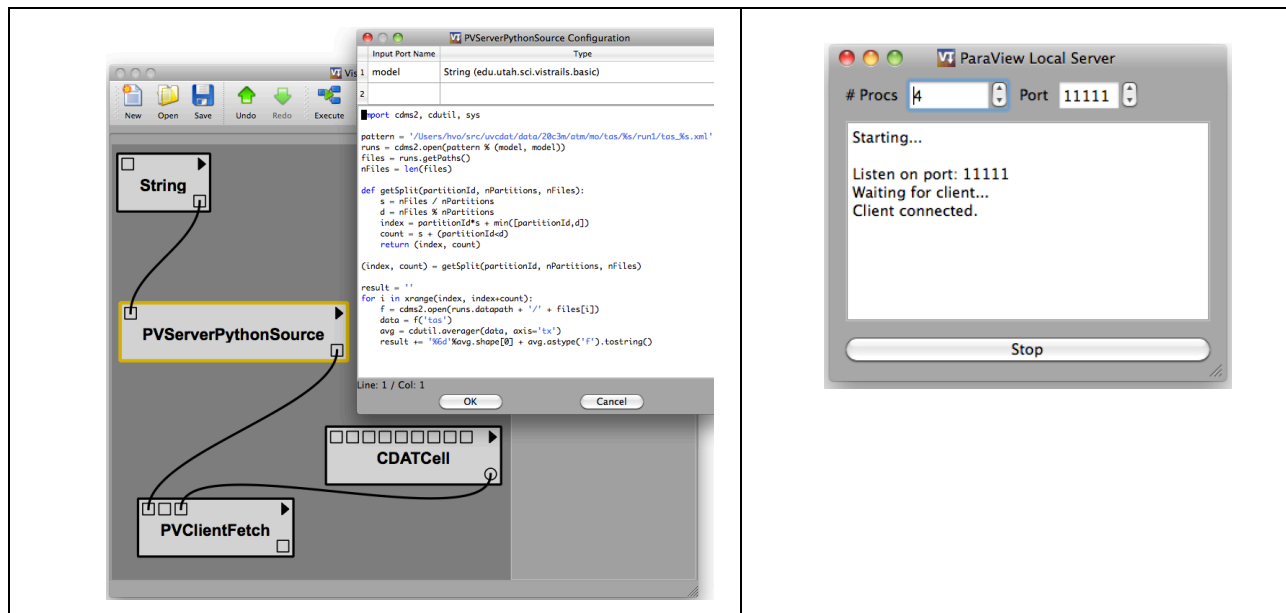 PVServerPythonSource Configuration
Input Port Name Type
1 model String (edu.utah.sci.vistrails.basic)
2
Vis
New Open Save Undo Redo Execute
import cdms2, cdutil, sys
pattern = '/Users/hvo/src/uvcdat/data/20c3m/atm/mo/tas/%s/run1/tas_%s.xml'
runs = cdms2.open(pattern % (model, model))
files = runs.getPaths()
nFiles = len(files)
def getSplit(partitionId, nPartitions, nFiles):
s = nFiles / nPartitions
d = nFiles % nPartitions
index = partitionId*s + min([partitionId,d])
count = s + (partitionId<d)
return (index, count)
(index, count) = getSplit(partitionId, nPartitions, nFiles)
result = ''
for i in xrange(index, index+count):
f = cdms2.open(runs.datapath + '/' + files[i])
data = f('tas')
avg = cdutil.averager(data, axis='tx')
result += '%6d'%avg.shape[0] + avg.astype('f').tostring()
Line: 1 / Col: 1
OK Cancel
String
PVServerPythonSource
CDATCell
PVClientFetch
ParaView Local Server
# Procs 4 Port 11111
Starting...
Listen on port: 11111
Waiting for client...
Client connected.
Stop